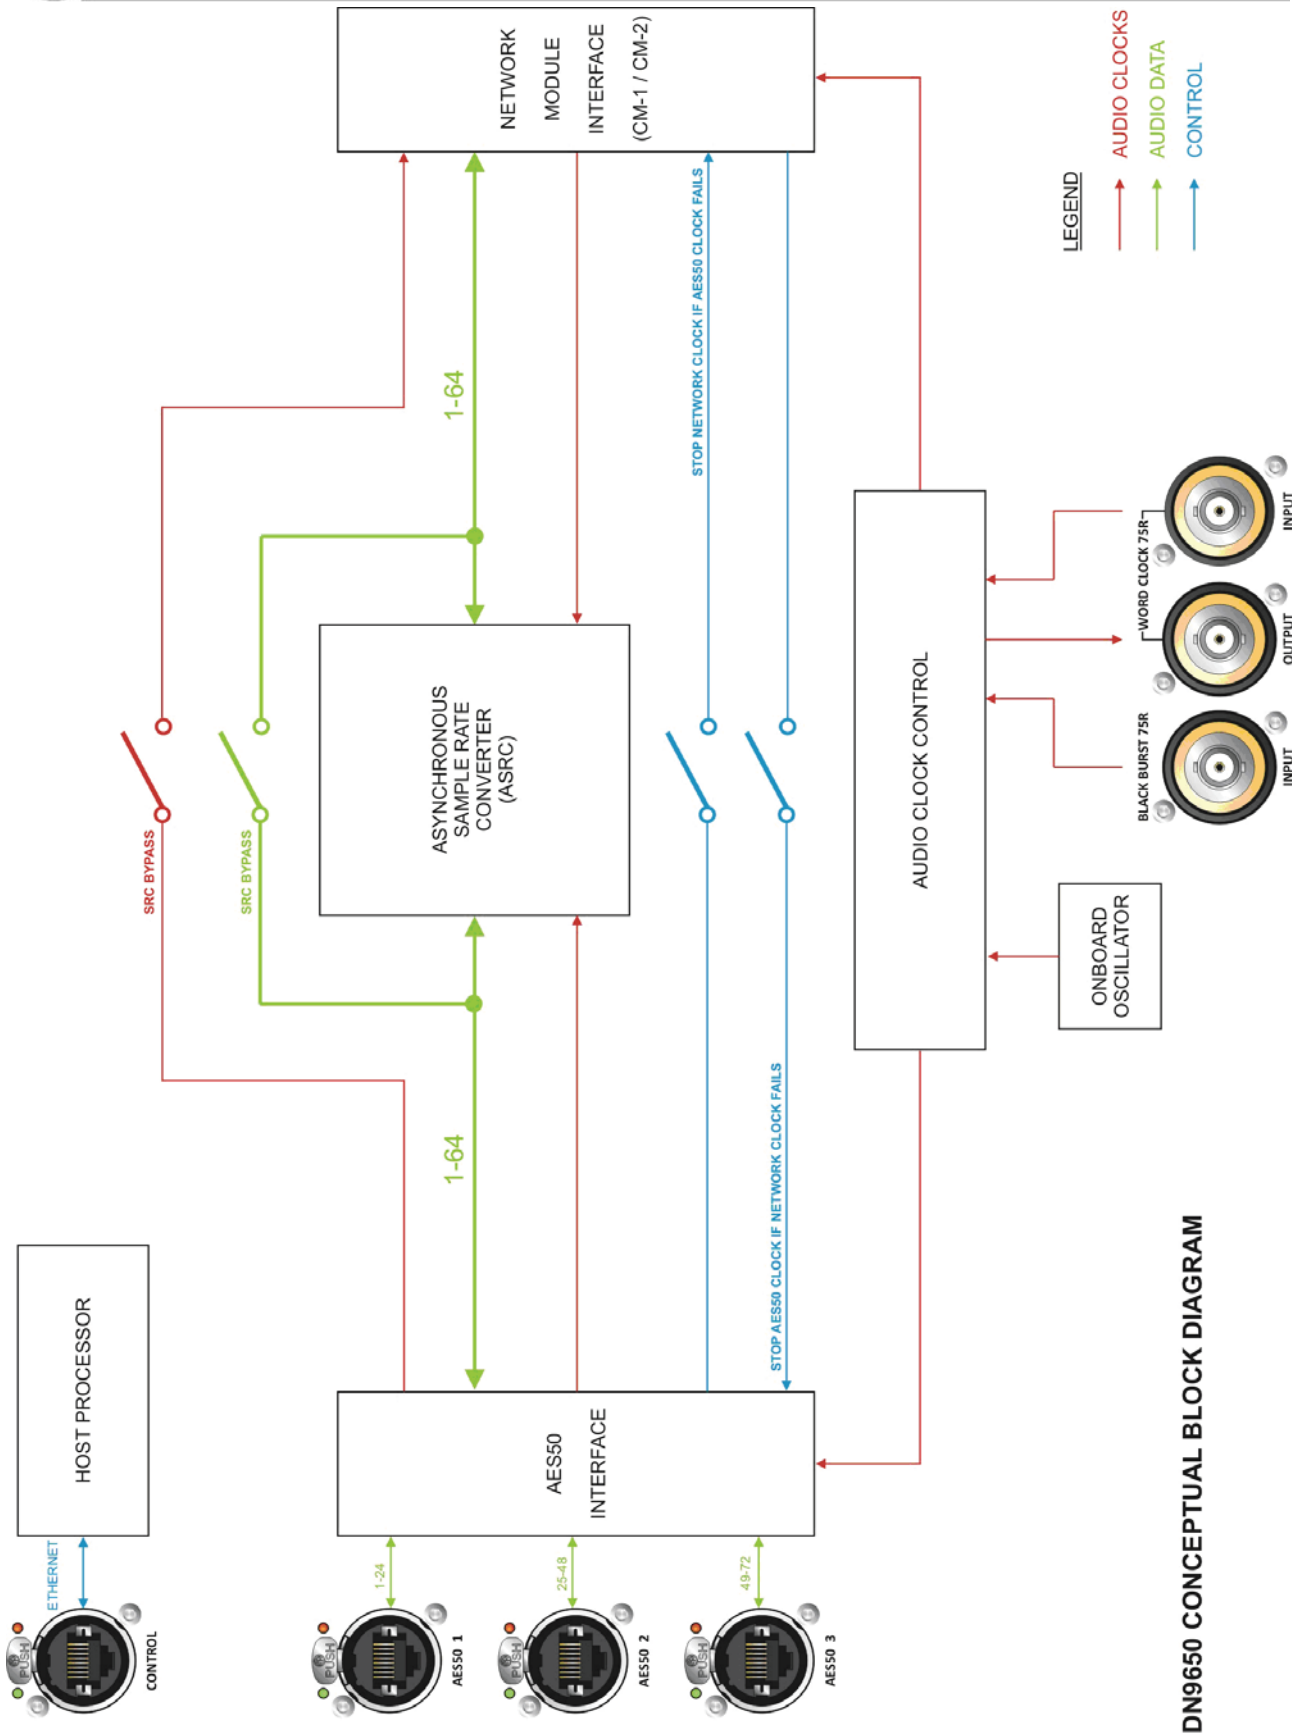 ETHERNET
HOST PROCESSOR
PUSH
CONTROL
SRC BYPASS
SRC BYPASS
1-64
1-64
ASYNCHRONOUS
SAMPLE RATE
CONVERTER
(ASRC)
NETWORK
MODULE
INTERFACE
(CM-1 / CM-2)
PUSH
AES50 1
1-24
PUSH
AES50 2
25-48
PUSH
AES50 3
49-72
AES50
INTERFACE
STOP NETWORK CLOCK IF AES50 CLOCK FAILS
STOP AES50 CLOCK IF NETWORK CLOCK FAILS
AUDIO CLOCK CONTROL
ONBOARD
OSCILLATOR
BLACK BURST 75R
WORD CLOCK 75R
INPUT
OUTPUT
INPUT
LEGEND
AUDIO CLOCKS
AUDIO DATA
CONTROL
DN9650 CONCEPTUAL BLOCK DIAGRAM